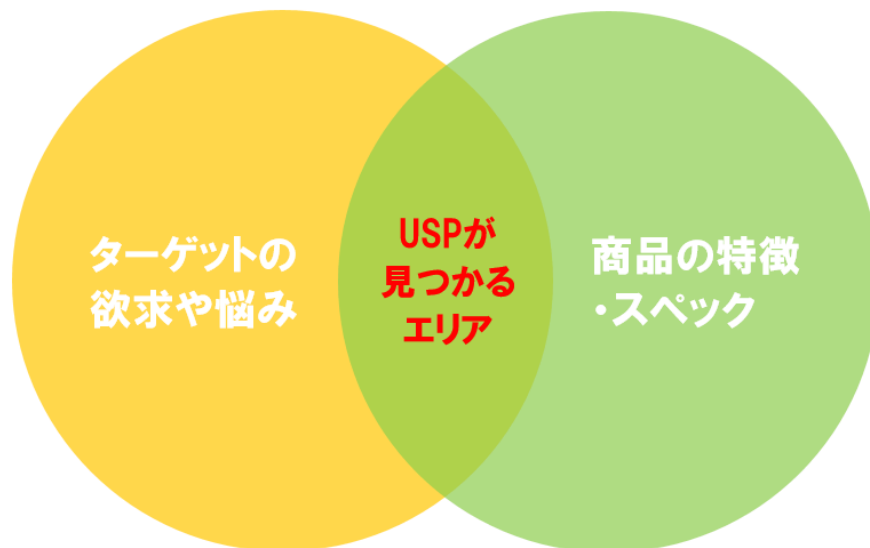 ターゲットの
欲求や悩み
USPが
見つかる
エリア
商品の特徴
・スペック